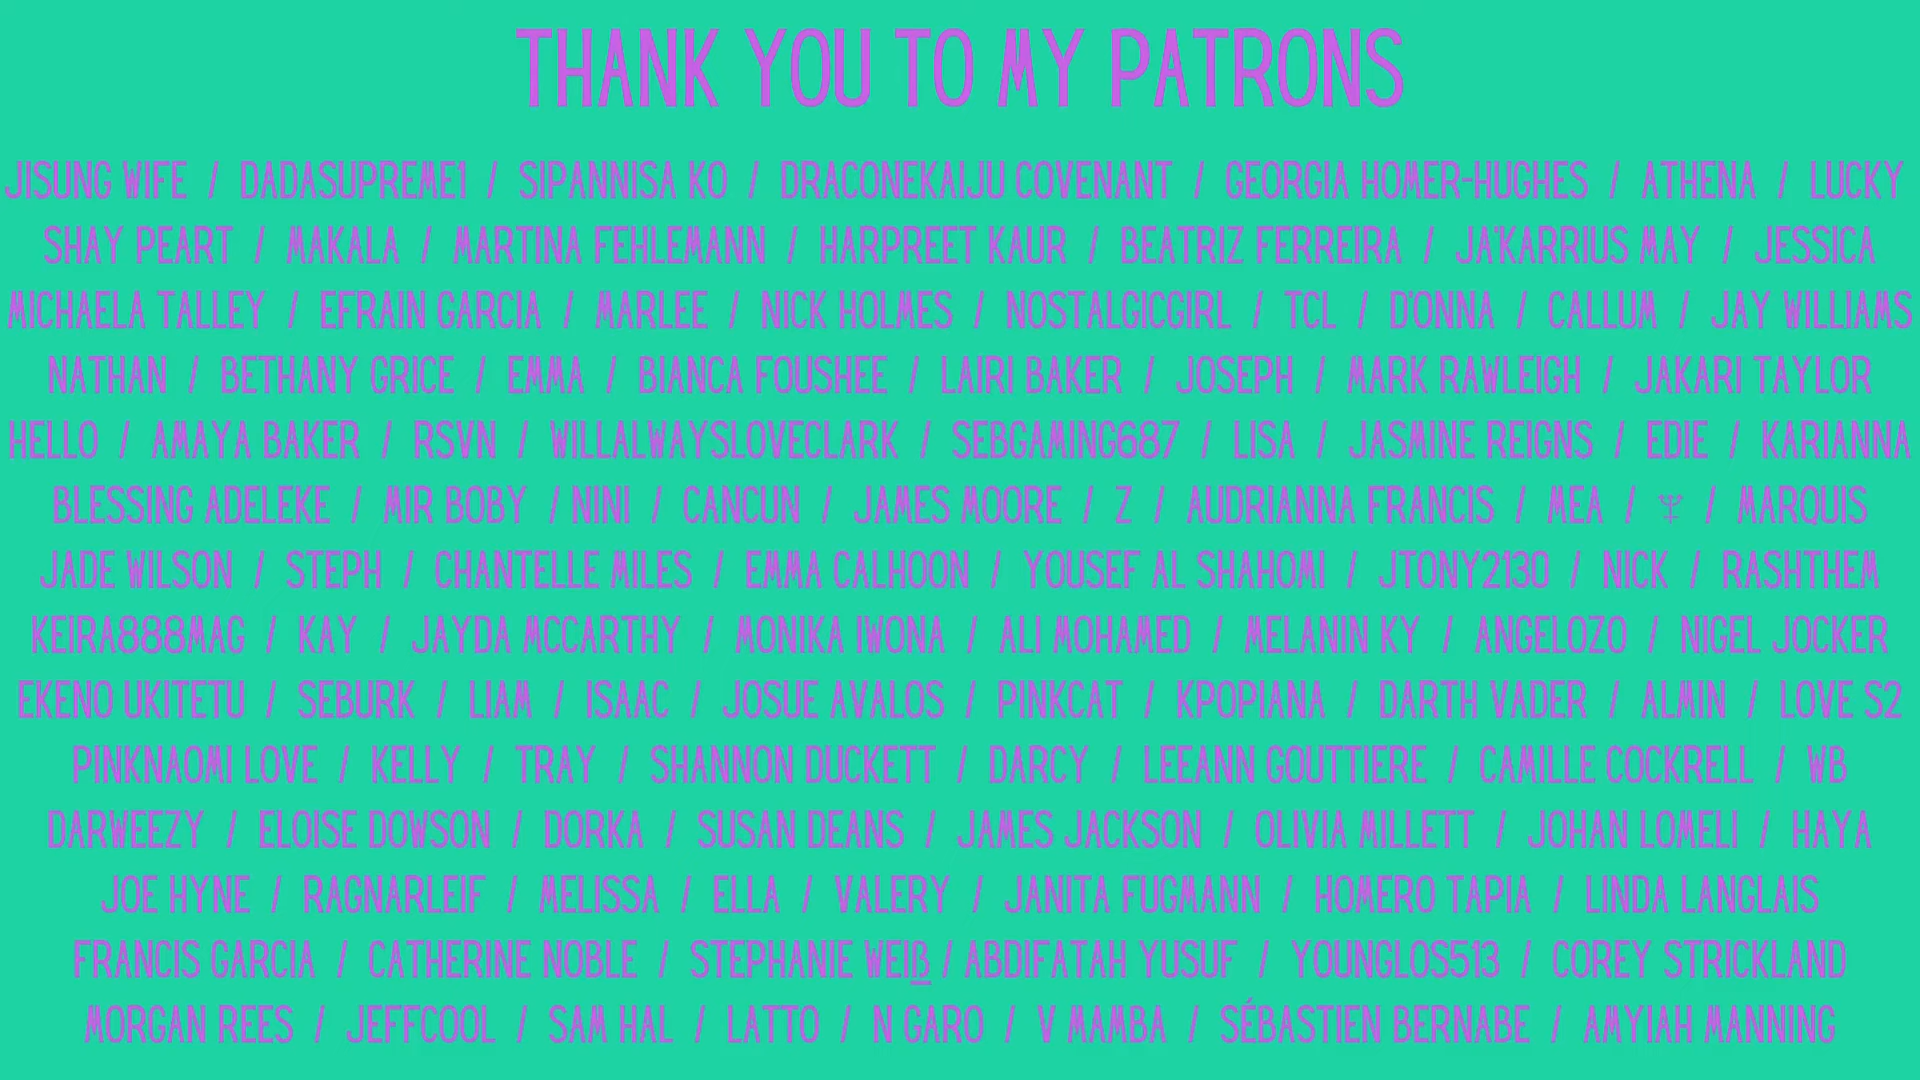 THANK YOU TO MY PATRONS
JISUNG WIFE / DADASUPREME1 / SIPANNISA KO / DRACONEKAIJU COVENANT / GEORGIA HOMER-HUGHES / ATHENA / LUCKY
SHAY PEART / MAKALA / MARTINA FEHLEMANN / HARPREET KAUR / BEATRIZ FERREIRA / JA'KARRIUS MAY / JESSICA
MICHAELA TALLEY / EFRAIN GARCIA / MARLEE / NICK HOLMES / NOSTALGICGIRL / TCL / D'ONNA / CALLUM / JAY WILLIAMS
NATHAN / BETHANY GRICE / EMMA / BIANCA FOUSHEE / LAIRI BAKER / JOSEPH / MARK RAWLEIGH / JAKARI TAYLOR
HELLO / AMAYA BAKER / RSVN / WILLALWAYSLOVECLARK / SEBGAMING687 / LISA / JASMINE REIGNS / EDIE / KARIANNA
BLESSING ADELEKE / MIR BOBY / NINI / CANCUN / JAMES MOORE / Z / AUDRIANNA FRANCIS / MEA / ♆ / MARQUIS
JADE WILSON / STEPH / CHANTELLE MILES / EMMA CALHOON / YOUSEF AL SHAHOMI / JTONY2130 / NICK / RASHTHEM
KEIRA888MAG / KAY / JAYDA MCCARTHY / MONIKA IWONA / ALI MOHAMED / MELANIN KY / ANGELOZO / NIGEL JOCKER
EKENO UKITETU / SEBURK / LIAM / ISAAC / JOSUE AVALOS / PINKCAT / KPOPIANA / DARTH VADER / ALMIN / LOVE S2
PINKNAOMI LOVE / KELLY / TRAY / SHANNON DUCKETT / DARCY / LEEANN GOUTTIERE / CAMILLE COCKRELL / WB
DARWEEZY / ELOISE DOWSON / DORKA / SUSAN DEANS / JAMES JACKSON / OLIVIA MILLETT / JOHAN LOMELI / HAYA
JOE HYNE / RAGNARLEIF / MELISSA / ELLA / VALERY / JANITA FUGMANN / HOMERO TAPIA / LINDA LANGLAIS
FRANCIS GARCIA / CATHERINE NOBLE / STEPHANIE WEIß / ABDIFATAH YUSUF / YOUNGLOS513 / COREY STRICKLAND
MORGAN REES / JEFFCOOL / SAM HAL / LATTO / N GARO / V MAMBA / SÉBASTIEN BERNABE / AMYIAH MANNING